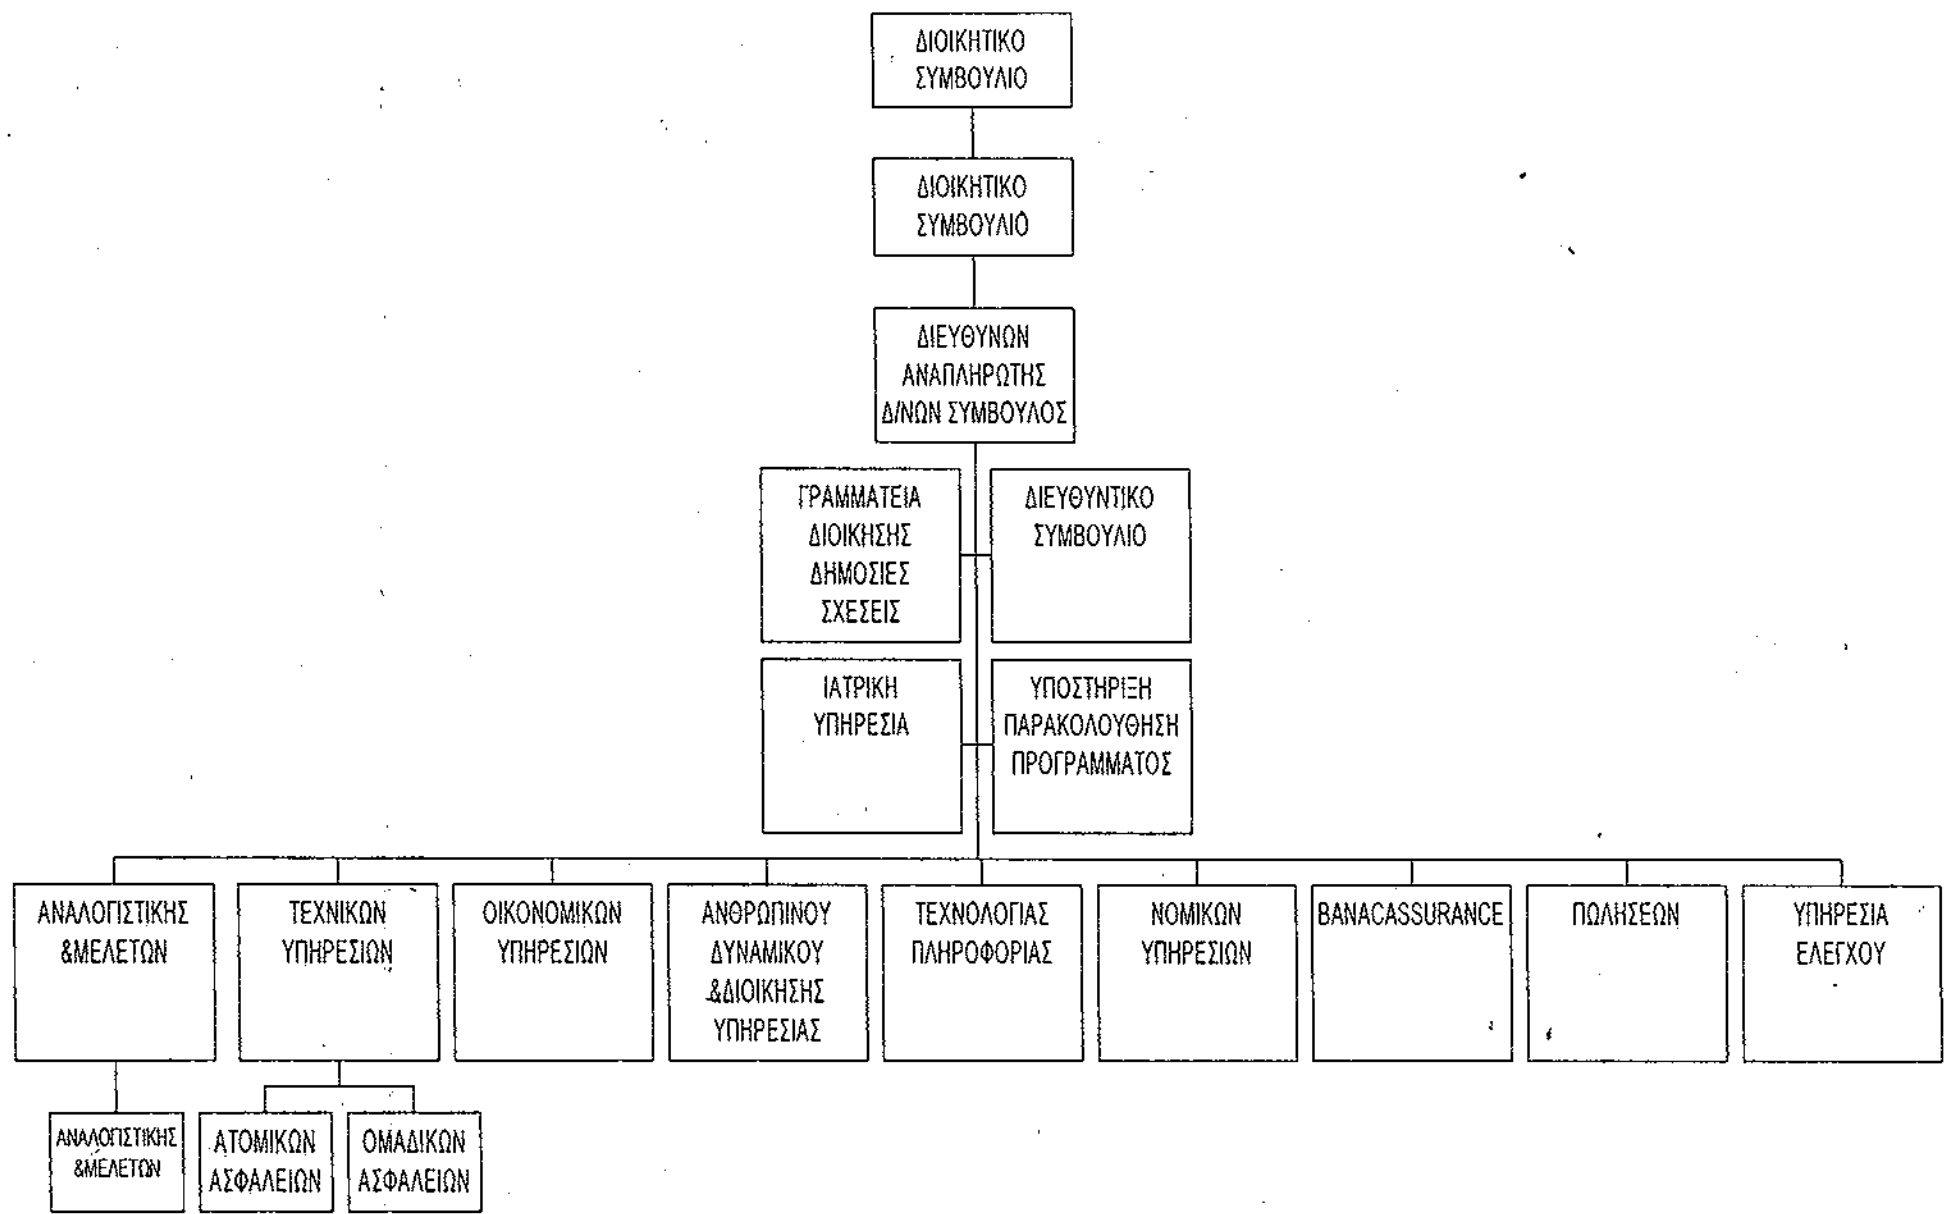 ΔΙΟΙΚΗΤΙΚΟ
ΣΥΜΒΟΥΛΙΟ
ΔΙΟΙΚΗΤΙΚΟ
ΣΥΜΒΟΥΛΙΟ
ΔΙΕΥΘΥΝΩΝ
ΑΝΑΠΛΗΡΩΤΗΣ
Δ/ΝΩΝ ΣΥΜΒΟΥΛΟΣ
ΓΡΑΜΜΑΤΕΙΑ
ΔΙΟΙΚΗΣΗΣ
ΔΗΜΟΣΙΕΣ
ΣΧΕΣΕΙΣ
ΔΙΕΥΘΥΝΤΙΚΟ
ΣΥΜΒΟΥΛΙΟ
ΙΑΤΡΙΚΗ
ΥΠΗΡΕΣΙΑ
ΥΠΟΣΤΗΡΙΞΗ
ΠΑΡΑΚΟΛΟΥΘΗΣΗ
ΠΡΟΓΡΑΜΜΑΤΟΣ
ΑΝΑΛΟΓΙΣΤΙΚΗΣ
&ΜΕΛΕΤΩΝ
ΤΕΧΝΙΚΩΝ
ΥΠΗΡΕΣΙΩΝ
ΟΙΚΟΝΟΜΙΚΩΝ
ΥΠΗΡΕΣΙΩΝ
ΑΝΘΡΩΠΙΝΟΥ
ΔΥΝΑΜΙΚΟΥ
&ΔΙΟΙΚΗΣΗΣ
ΥΠΗΡΕΣΙΑΣ
ΤΕΧΝΟΛΟΓΙΑΣ
ΠΛΗΡΟΦΟΡΙΑΣ
ΝΟΜΙΚΩΝ
ΥΠΗΡΕΣΙΩΝ
BANACASSURANCE
ΠΩΛΗΣΕΩΝ
ΥΠΗΡΕΣΙΑ
ΕΛΕΓΧΟΥ
ΑΝΑΛΟΓΙΣΤΙΚΗΣ
&ΜΕΛΕΤΩΝ
ΑΤΟΜΙΚΩΝ
ΑΣΦΑΛΕΙΩΝ
ΟΜΑΔΙΚΩΝ
ΑΣΦΑΛΕΙΩΝ